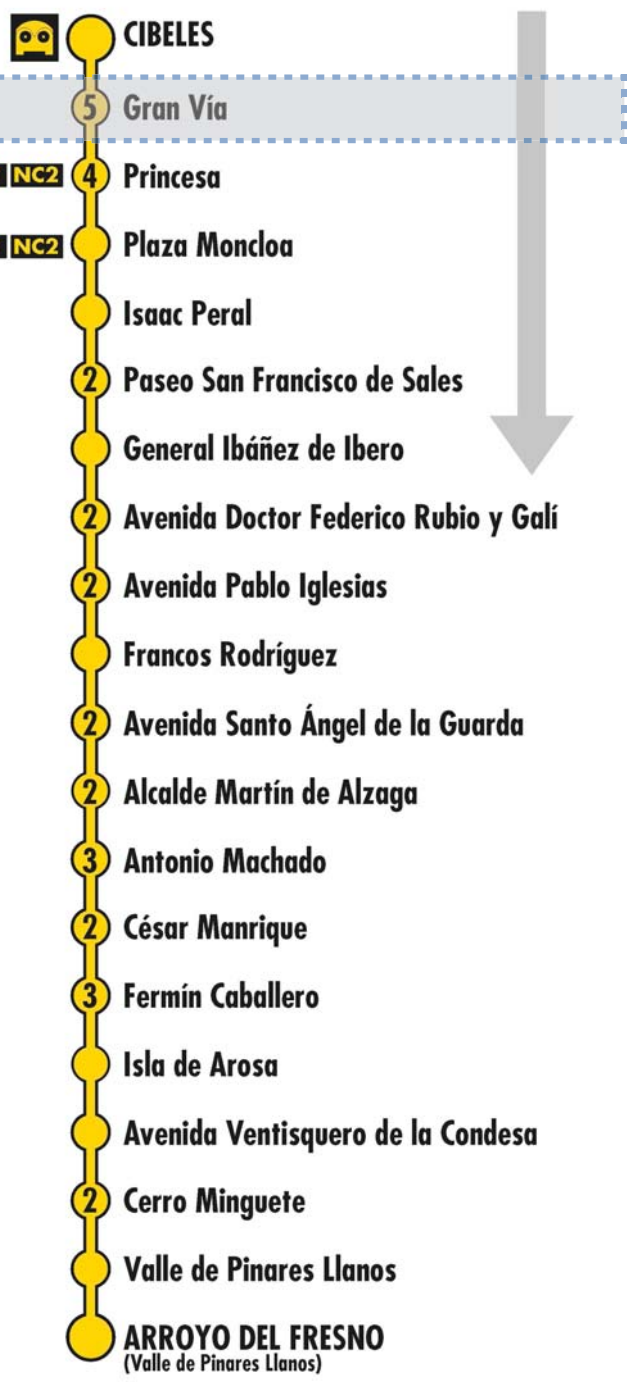 CIBELES
5 Gran Vía
NC2 4 Princesa
NC2 Plaza Moncloa
Isaac Peral
2 Paseo San Francisco de Sales
General Ibáñez de Ibero
2 Avenida Doctor Federico Rubio y Galí
2 Avenida Pablo Iglesias
Francos Rodríguez
2 Avenida Santo Ángel de la Guarda
2 Alcalde Martín de Alzaga
3 Antonio Machado
2 César Manrique
3 Fermín Caballero
Isla de Arosa
Avenida Ventisquero de la Condesa
2 Cerro Minguete
Valle de Pinares Llanos
ARROYO DEL FRESNO
(Valle de Pinares Llanos)